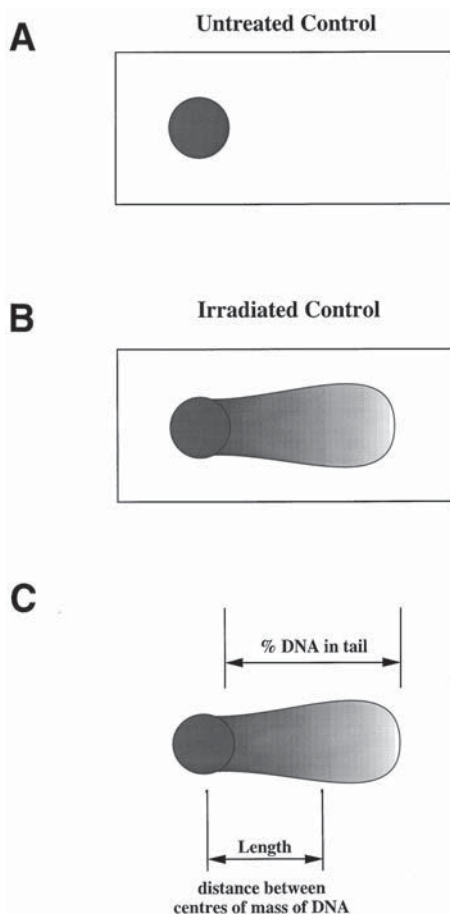 A
Untreated Control
B
Irradiated Control
C
% DNA in tail
Length
distance between
centres of mass of DNA